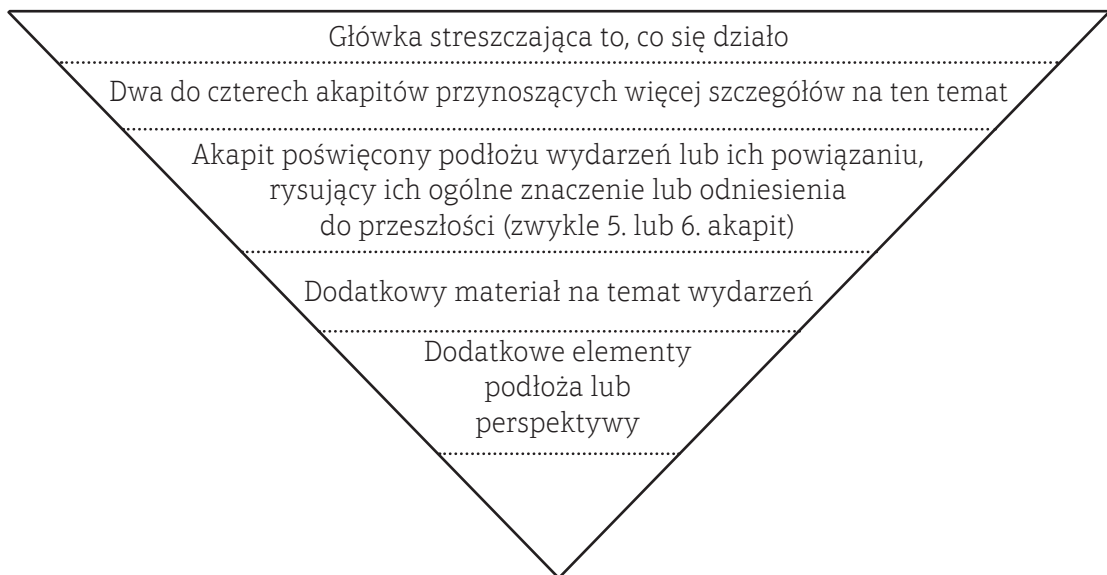 Główka streszczająca to, co się działo
Dwa do czterech akapitów przynoszących więcej szczegółów na ten temat
Akapit poświęcony podłożu wydarzeń lub ich powiązaniu,
rysujący ich ogólne znaczenie lub odniesienia
do przeszłości (zwykle 5. lub 6. akapit)
Dodatkowy materiał na temat wydarzeń
Dodatkowe elementy
podłoża lub
perspektywy